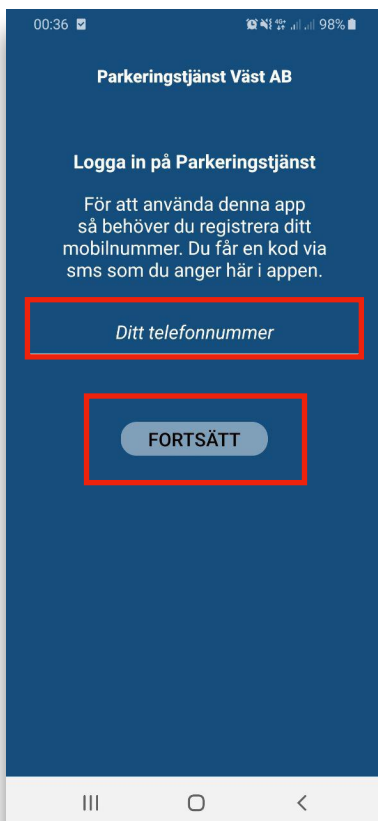 00:36 98%
Parkeringstjänst Väst AB
Logga in på Parkeringstjänst
För att använda denna app
så behöver du registrera ditt
mobilnummer. Du får en kod via
sms som du anger här i appen.
Ditt telefonnummer
FORTSÄTT